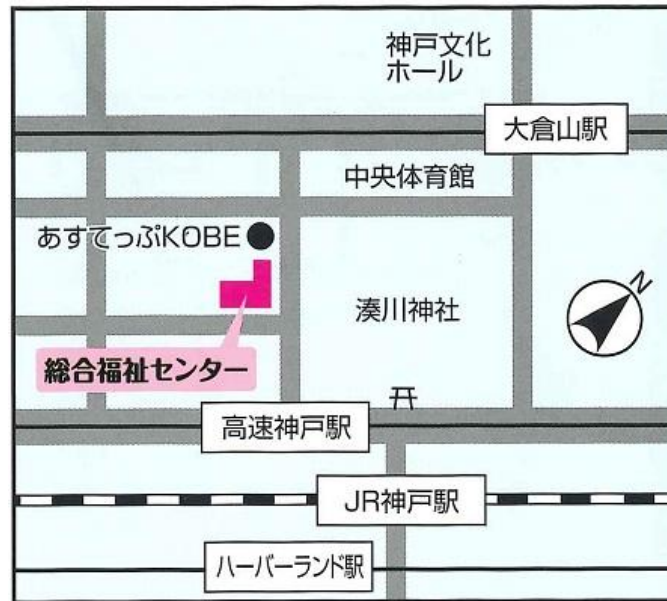 神戸文化
ホール
大倉山駅
中央体育館
あすてっぷKOBE
湊川神社
N
総合福祉センター
高速神戸駅
JR神戸駅
ハーバーランド駅